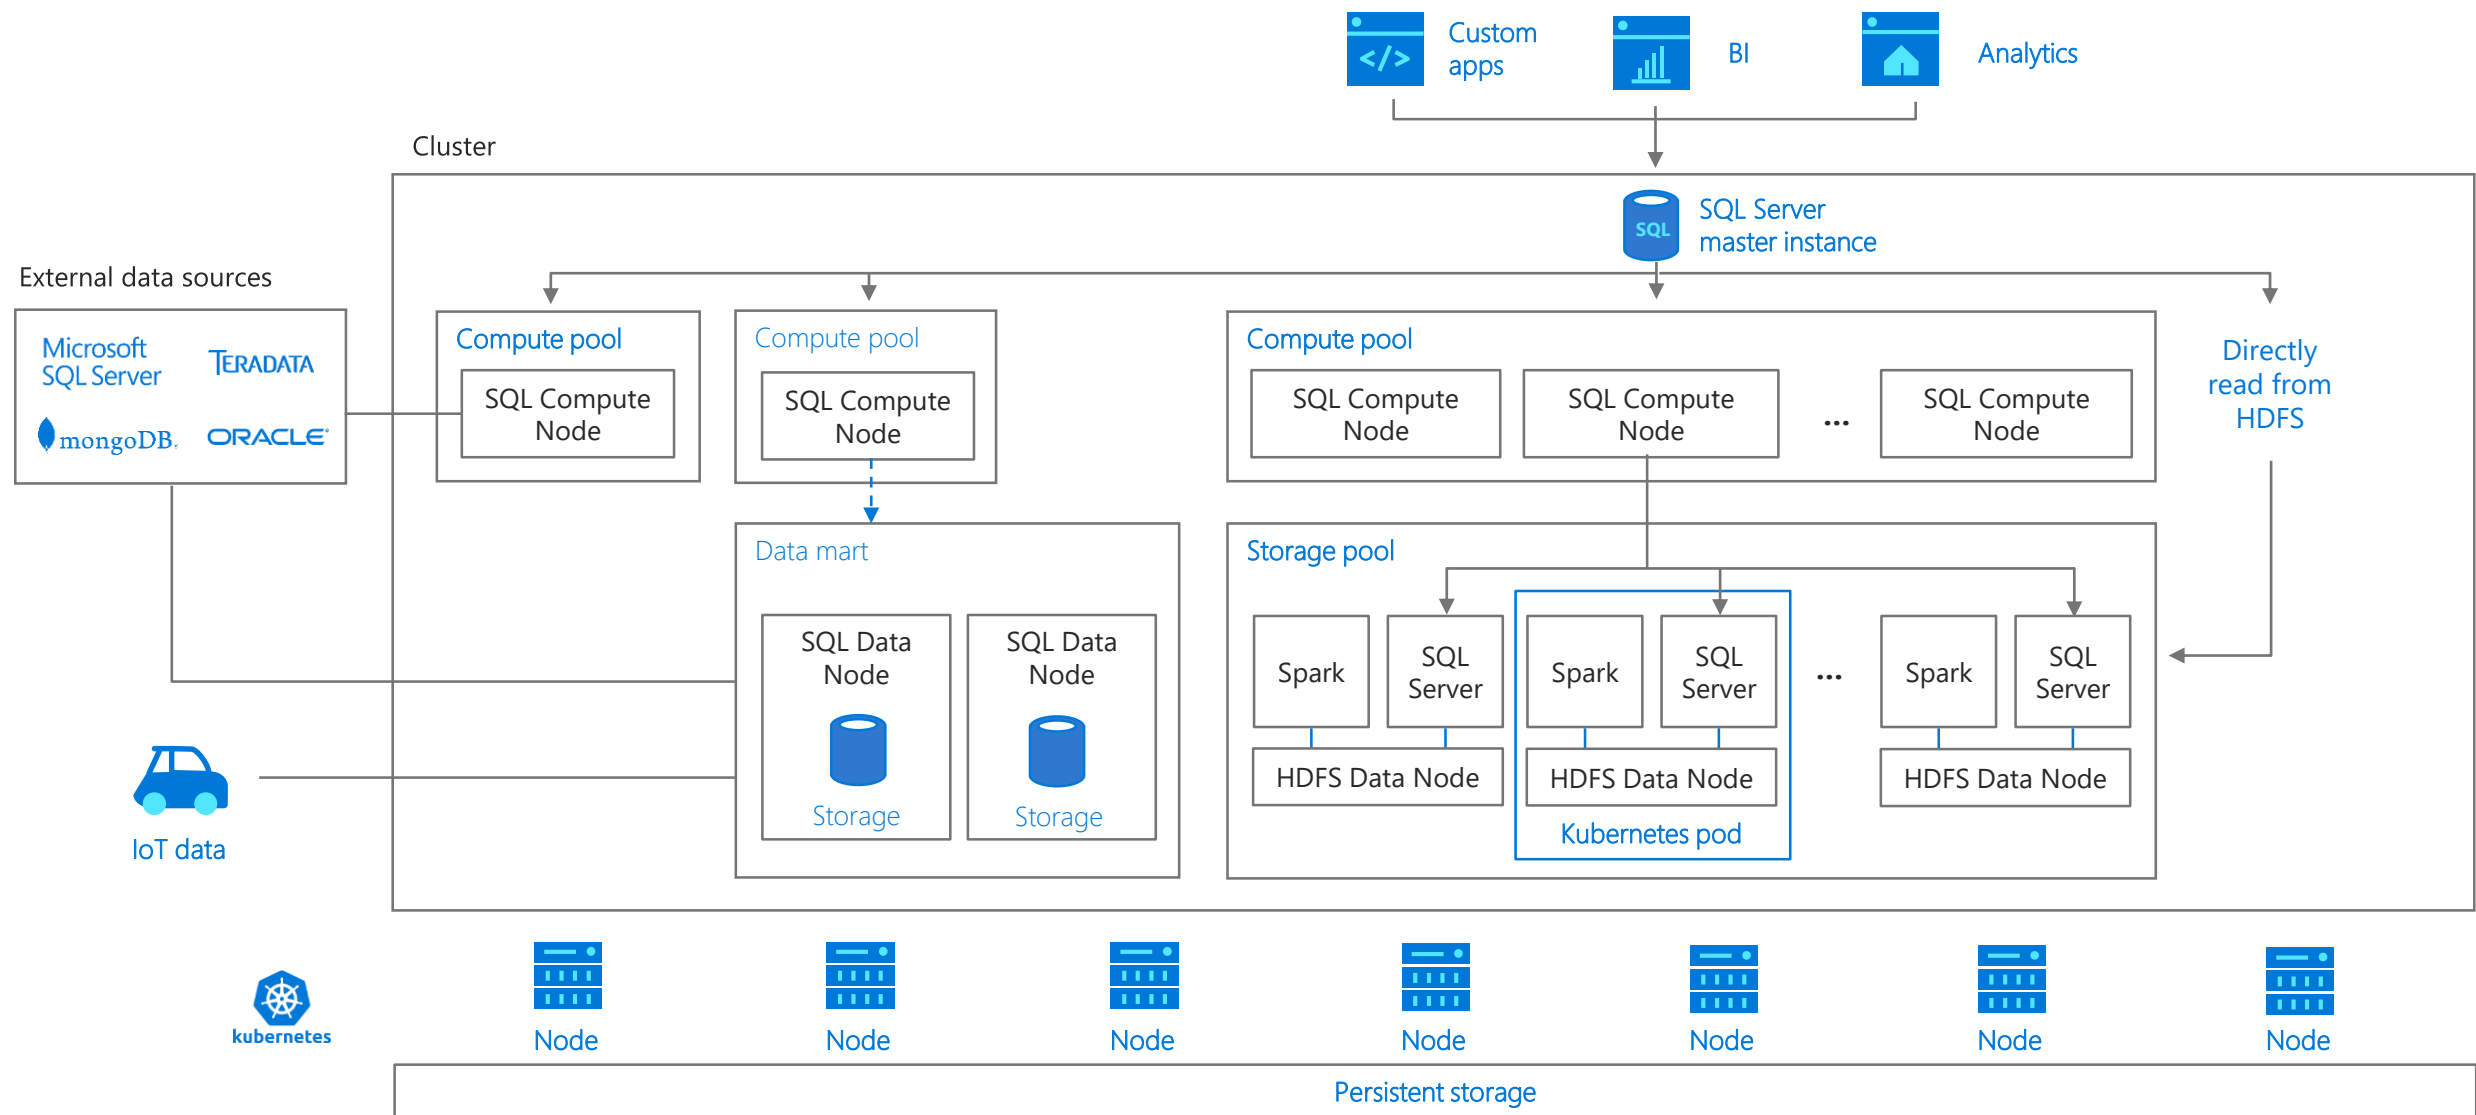 Custom
apps
BI
Analytics
Cluster
SQL
SQL Server
master instance
External data sources
Microsoft
SQL Server
TERADATA
mongoDB
ORACLE
Compute pool
SQL Compute
Node
Compute pool
SQL Compute
Node
Compute pool
SQL Compute
Node
SQL Compute
Node
...
SQL Compute
Node
Directly
read from
HDFS
Data mart
SQL Data
Node
Storage
SQL Data
Node
Storage
Storage pool
Spark
SQL
Server
HDFS Data Node
Spark
SQL
Server
HDFS Data Node
Kubernetes pod
...
Spark
SQL
Server
HDFS Data Node
IoT data
kubernetes
Node
Node
Node
Node
Node
Node
Node
Persistent storage